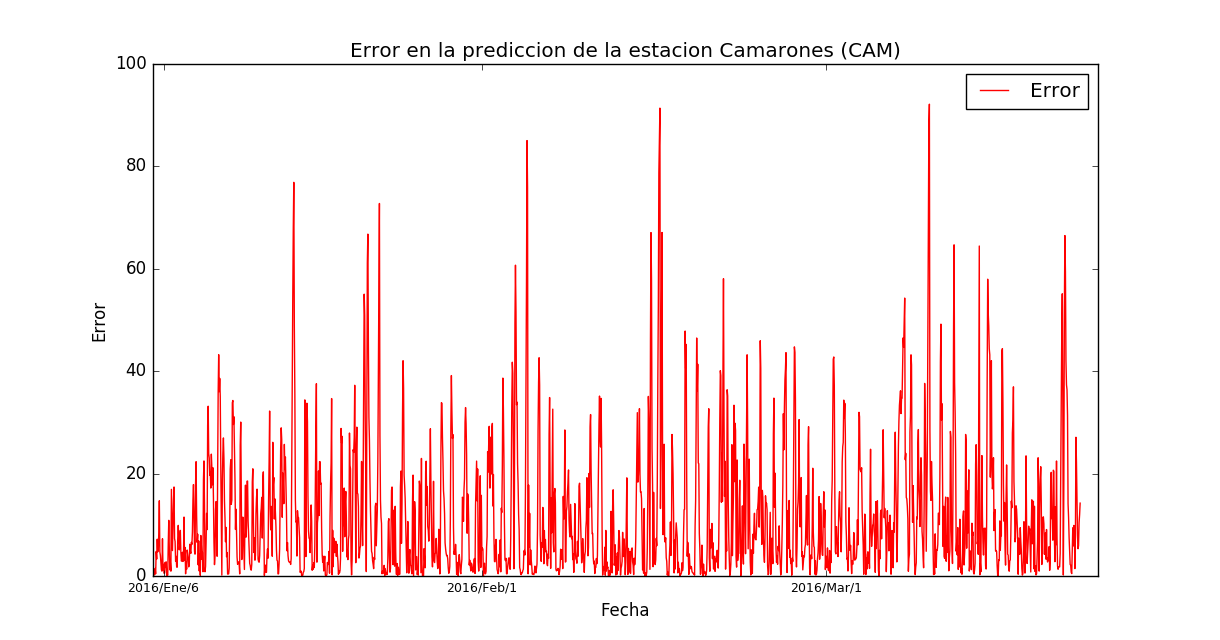 Error en la prediccion de la estacion Camarones (CAM)
100
80
60
40
20
0
Error
Error
2016/Ene/6
2016/Feb/1
2016/Mar/1
Fecha